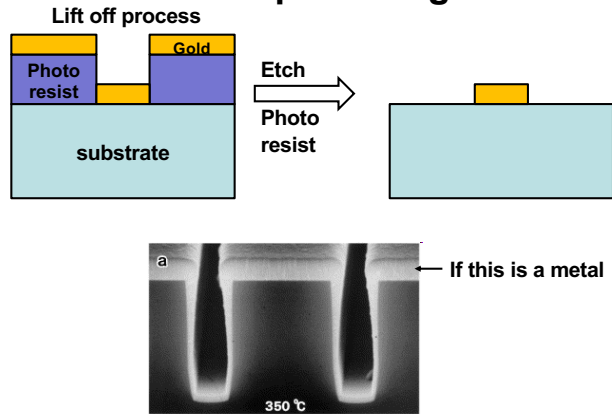 Lift off process
Gold
Photo
resist
substrate
Etch
Photo
resist
a
If this is a metal
350 ℃